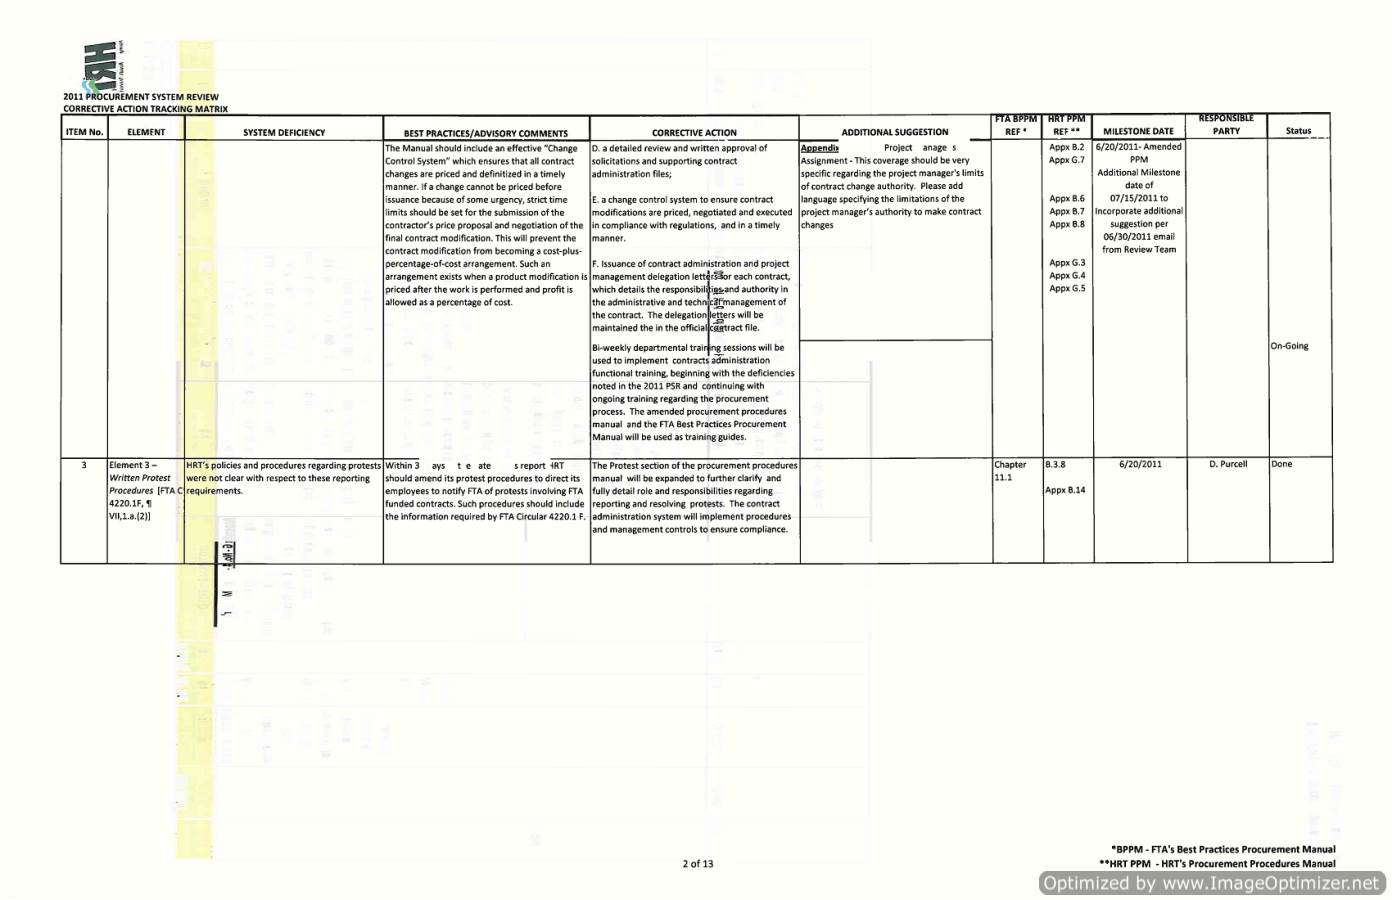 HRT
2011 PROCUREMENT SYSTEM REVIEW
CORRECTIVE ACTION TRACKING MATRIX
ITEM No.
ELEMENT
SYSTEM DEFICIENCY
BEST PRACTICES/ADVISORY COMMENTS
CORRECTIVE ACTION
ADDITIONAL SUGGESTION
FTA BPPM
REF *
HRT PPM
REF **
MILESTONE DATE
RESPONSIBLE
PARTY
Status
The Manual should include an effective "Change
Control System" which ensures that all contract
changes are priced and definitized in a timely
manner. If a change cannot be priced before
issuance because of some urgency, strict time
limits should be set for the submission of the
contractor's price proposal and negotiation of the
final contract modification. This will prevent the
contract modification from becoming a cost-plus-
percentage-of-cost arrangement. Such an
arrangement exists when a product modification is
priced after the work is performed and profit is
allowed as a percentage of cost.
D. a detailed review and written approval of
solicitations and supporting contract
administration files;
E. a change control system to ensure contract
modifications are priced, negotiated and executed
in compliance with regulations, and in a timely
manner.
F. Issuance of contract administration and project
management delegation letters for each contract,
which details the responsibilities and authority in
the administrative and technical management of
the contract. The delegation letters will be
maintained the in the official contract file.
Bi-weekly departmental training sessions will be
used to implement contracts administration
functional training, beginning with the deficiencies
noted in the 2011 PSR and continuing with
ongoing training regarding the procurement
process. The amended procurement procedures
manual and the FTA Best Practices Procurement
Manual will be used as training guides.
Project
Assignment - This coverage should be very
specific regarding the project manager's limits
of contract change authority. Please add
language specifying the limitations of the
project manager's authority to make contract
changes
Appx B.2
Appx G.7
Appx B.6
Appx B.7
Appx B.8
Appx G.3
Appx G.4
Appx G.5
6/20/2011- Amended
PPM
Additional Milestone
date of
07/15/2011 to
Incorporate additional
suggestion per
06/30/2011 email
from Review Team
On-Going
3
Element 3 –
Written Protest
Procedures [FTA C
4220.1F, ¶
VII,1.a.(2)]
HRT's policies and procedures regarding protests
were not clear with respect to these reporting
requirements.
Within report HRT
should amend its protest procedures to direct its
employees to notify FTA of protests involving FTA
funded contracts. Such procedures should include
the information required by FTA Circular 4220.1 F.
The Protest section of the procurement procedures
manual will be expanded to further clarify and
fully detail role and responsibilities regarding
reporting and resolving protests. The contract
administration system will implement procedures
and management controls to ensure compliance.
Chapter
11.1
B.3.8
Appx B.14
6/20/2011
D. Purcell
Done
*BPPM - FTA's Best Practices Procurement Manual
2 of 13
**HRT PPM - HRT's Procurement Procedures Manual
Optimized by www.ImageOptimizer.net